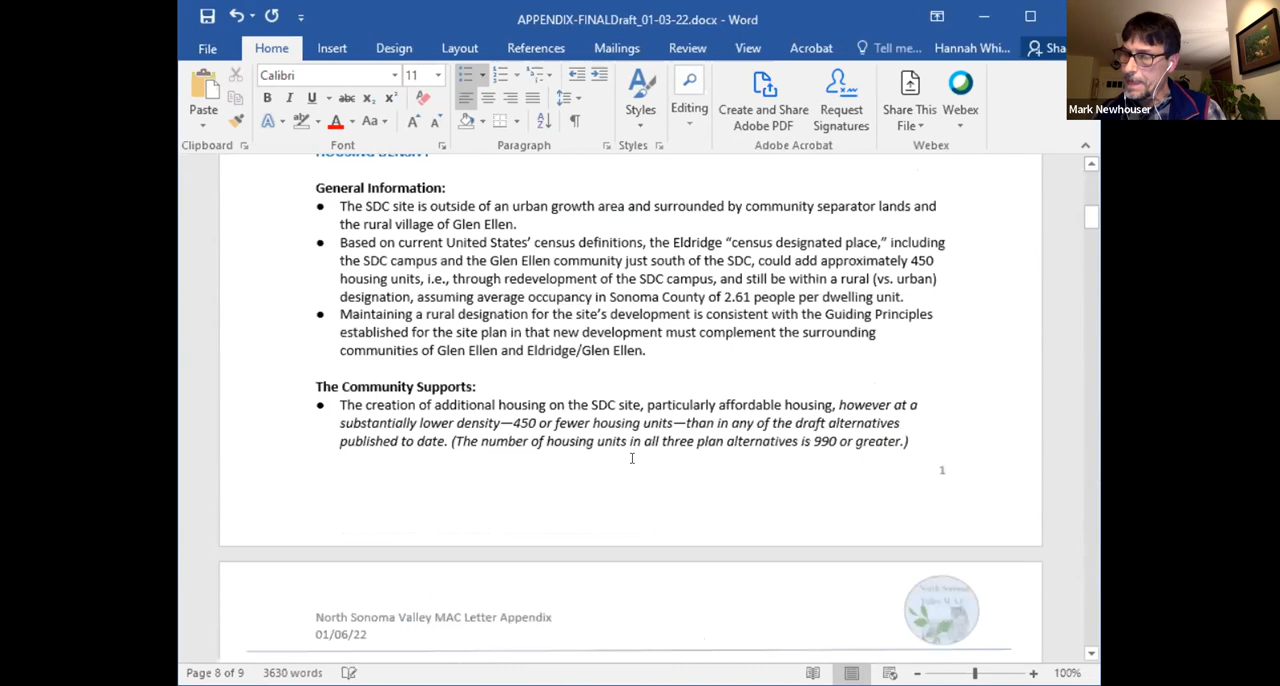 APPENDIX-FINALDraft_01-03-22.docx - Word
File Home Insert Design Layout References Mailings Review View Acrobat Tell me... Hannah Whi... Sha
Mark Newhouser
Calibri 11
Paste
B I U abc X₂ X²
A A Aa A A
Styles
Editing
Create and Share
Adobe PDF
Request
Signatures
Share This
File
Webex
Clipboard Font Paragraph Styles Adobe Acrobat Webex
HOUSING DENSITY
General Information:
● The SDC site is outside of an urban growth area and surrounded by community separator lands and
the rural village of Glen Ellen.
● Based on current United States' census definitions, the Eldridge “census designated place,” including
the SDC campus and the Glen Ellen community just south of the SDC, could add approximately 450
housing units, i.e., through redevelopment of the SDC campus, and still be within a rural (vs. urban)
designation, assuming average occupancy in Sonoma County of 2.61 people per dwelling unit.
● Maintaining a rural designation for the site's development is consistent with the Guiding Principles
established for the site plan in that new development must complement the surrounding
communities of Glen Ellen and Eldridge/Glen Ellen.
The Community Supports:
● The creation of additional housing on the SDC site, particularly affordable housing, however at a
substantially lower density—450 or fewer housing units—than in any of the draft alternatives
published to date. (The number of housing units in all three plan alternatives is 990 or greater.)
1
North Sonoma Valley MAC Letter Appendix
01/06/22
North Sonoma
Valley MAC
Page 8 of 9 3630 words 100%